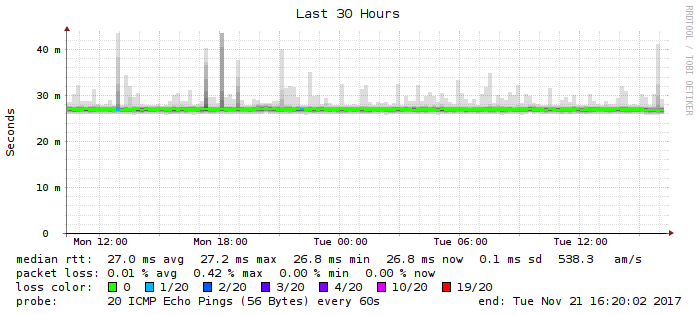 Last 30 Hours
RRDTOOL / TOBI OETIKER
Seconds
40 m
30 m
20 m
10 m
0
Mon 12:00 Mon 18:00 Tue 00:00 Tue 06:00 Tue 12:00
median rtt: 27.0 ms avg 27.2 ms max 26.8 ms min 26.8 ms now 0.1 ms sd 538.3 am/s
packet loss: 0.01 % avg 0.42 % max 0.00 % min 0.00 % now
loss color: 0 1/20 2/20 3/20 4/20 10/20 19/20
probe: 20 ICMP Echo Pings (56 Bytes) every 60s end: Tue Nov 21 16:20:02 2017